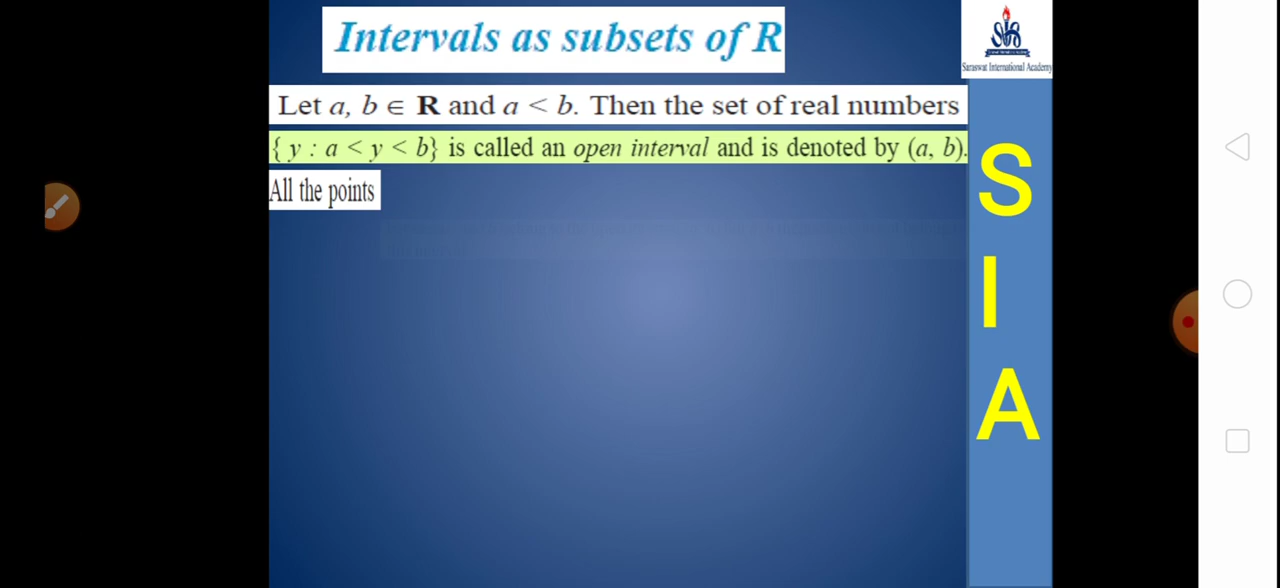 Intervals as subsets of R
Saraswat International Academy
Let a, b ∈ R and a < b. Then the set of real numbers
{ y : a < y < b} is called an open interval and is denoted by (a, b).
All the points
S
I
A